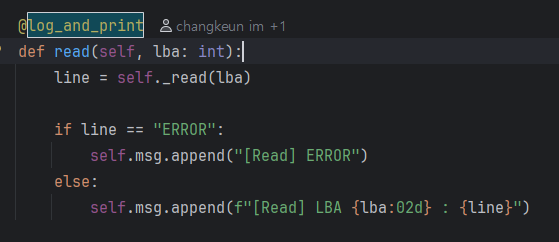 @log_and_print changkeun im +1
def read(self, lba: int):
    line = self._read(lba)
    if line == "ERROR":
        self.msg.append("[Read] ERROR")
    else:
        self.msg.append(f"[Read] LBA {lba:02d} : {line}")